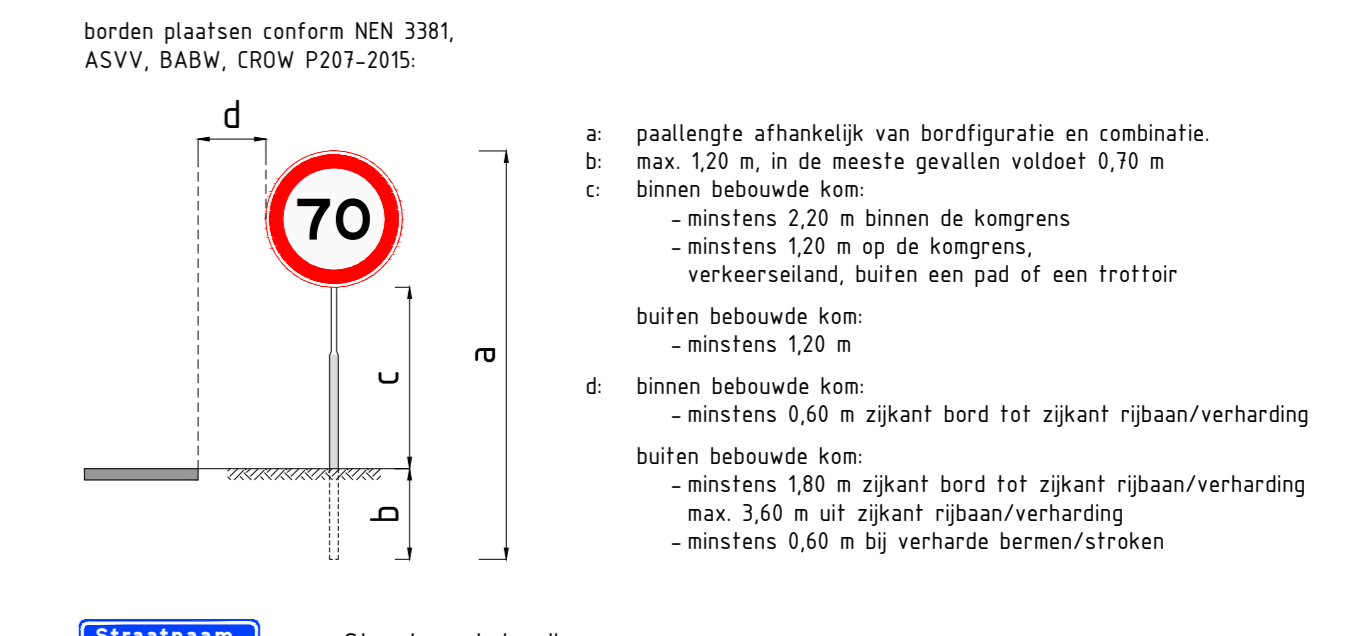 borden plaatsen conform NEN 3381,
ASVV, BABW, CROW P207-2015:
d
70
c
a
b
a: paallengte afhankelijk van bordfiguratie en combinatie.
b: max. 1,20 m, in de meeste gevallen voldoet 0,70 m
c: binnen bebouwde kom:
- minstens 2,20 m binnen de komgrens
- minstens 1,20 m op de komgrens,
verkeerseiland, buiten een pad of een trottoir
buiten bebouwde kom:
- minstens 1,20 m
d: binnen bebouwde kom:
- minstens 0,60 m zijkant bord tot zijkant rijbaan/verharding
buiten bebouwde kom:
- minstens 1,80 m zijkant bord tot zijkant rijbaan/verharding
max. 3,60 m uit zijkant rijbaan/verharding
- minstens 0,60 m bij verharde bermen/stroken
Straatnaam